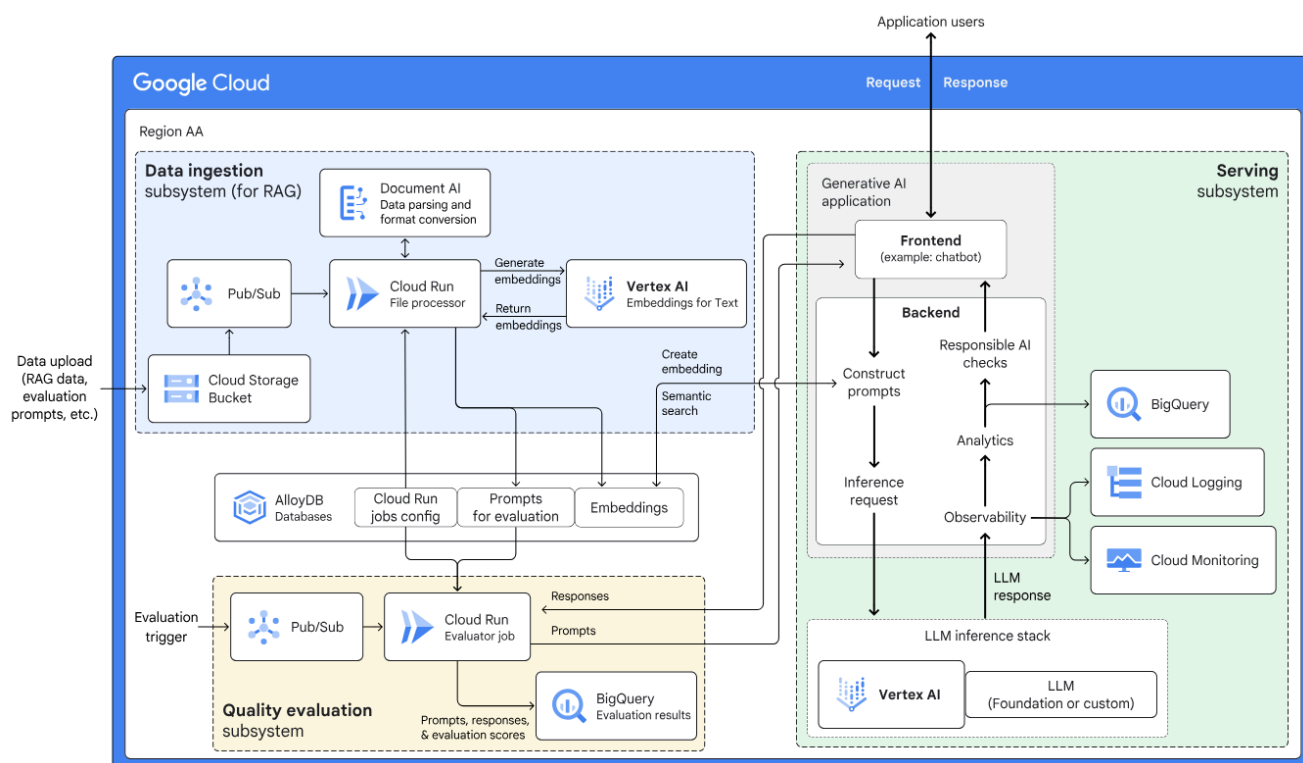 Application users
Google Cloud
Request
Response
Region AA
Data ingestion
subsystem (for RAG)
Document AI
Data parsing and
format conversion
Pub/Sub
Cloud Run
File processor
Generate
embeddings
Return
embeddings
Vertex AI
Embeddings for Text
Data upload
(RAG data,
evaluation
prompts, etc.)
Cloud Storage
Bucket
Create
embedding
Semantic
search
AlloyDB
Databases
Cloud Run
jobs config
Prompts
for evaluation
Embeddings
Evaluation
trigger
Pub/Sub
Cloud Run
Evaluator job
Responses
Prompts
Quality evaluation
subsystem
Prompts, responses,
& evaluation scores
BigQuery
Evaluation results
Serving
subsystem
Generative AI
application
Frontend
(example: chatbot)
Backend
Responsible AI
checks
Construct
prompts
Analytics
Inference
request
Observability
BigQuery
Cloud Logging
Cloud Monitoring
LLM
response
LLM inference stack
Vertex AI
LLM
(Foundation or custom)